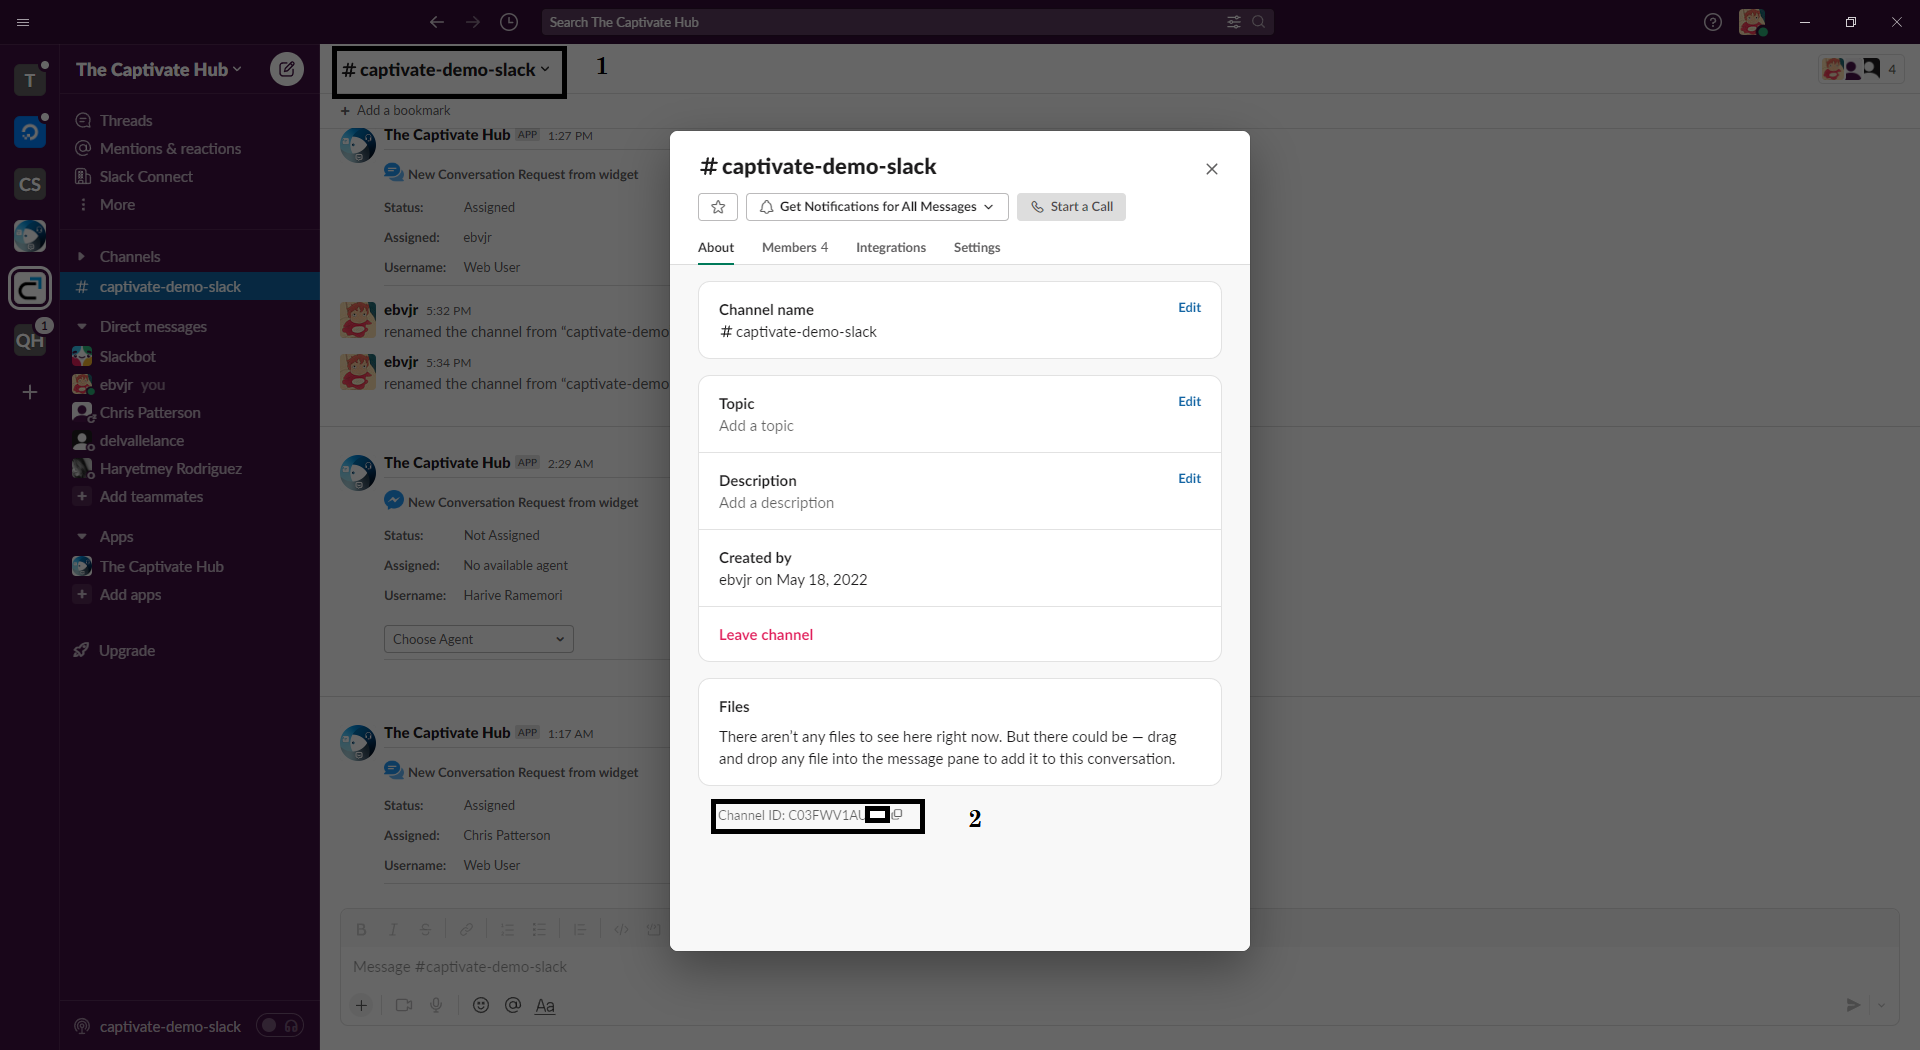 Search The Captivate Hub
T
CS
QH
1
The Captivate Hub
Threads
Mentions & reactions
Slack Connect
More
Channels
# captivate-demo-slack
Direct messages
Slackbot
ebvjr you
Chris Patterson
delvallelance
Haryetmey Rodriguez
+ Add teammates
Apps
The Captivate Hub
+ Add apps
Upgrade
captivate-demo-slack
# captivate-demo-slack
1
4
+ Add a bookmark
The Captivate Hub APP 1:27 PM
New Conversation Request from widget
Status: Assigned
Assigned: ebvjr
Username: Web User
ebvjr 5:32 PM
renamed the channel from “captivate-demo
ebvjr 5:34 PM
renamed the channel from “captivate-demo
The Captivate Hub APP 2:29 AM
New Conversation Request from widget
Status: Not Assigned
Assigned: No available agent
Username: Harive Ramemori
Choose Agent
The Captivate Hub APP 1:17 AM
New Conversation Request from widget
Status: Assigned
Assigned: Chris Patterson
Username: Web User
Message #captivate-demo-slack
Aa
# captivate-demo-slack
Get Notifications for All Messages
Start a Call
About Members 4 Integrations Settings
Channel name Edit
# captivate-demo-slack
Topic Edit
Add a topic
Description Edit
Add a description
Created by
ebvjr on May 18, 2022
Leave channel
Files
There aren’t any files to see here right now. But there could be — drag
and drop any file into the message pane to add it to this conversation.
Channel ID: C03FWV1AU
2